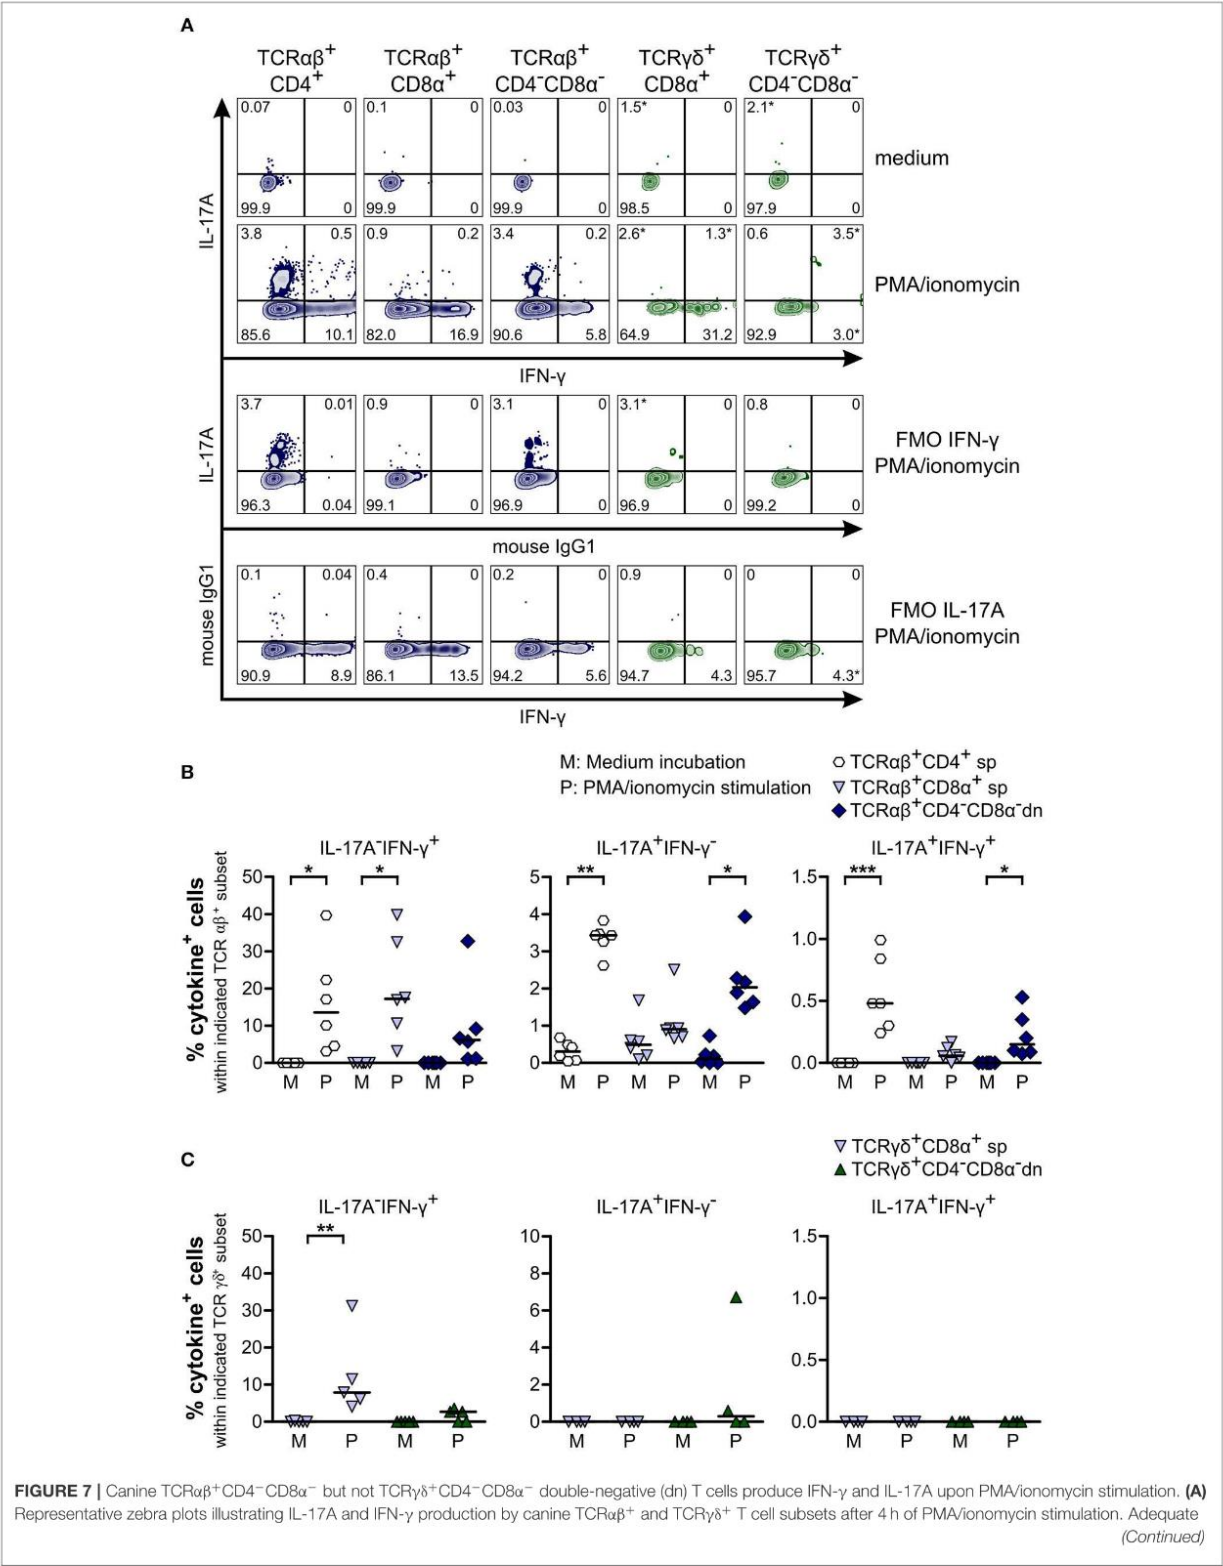 A
TCRαβ⁺ TCRαβ⁺ TCRαβ⁺ TCRγδ⁺ TCRγδ⁺
CD4⁺ CD8α⁺ CD4⁻CD8α⁻ CD8α⁺ CD4⁻CD8α⁻
0.07 0 0.1 0 0.03 0 1.5* 0 2.1* 0
medium
99.9 0 99.9 0 99.9 0 98.5 0 97.9 0
IL-17A
3.8 0.5 0.9 0.2 3.4 0.2 2.6* 1.3* 0.6 3.5*
PMA/ionomycin
85.6 10.1 82.0 16.9 90.6 5.8 64.9 31.2 92.9 3.0*
IFN-γ
3.7 0.01 0.9 0 3.1 0 3.1* 0 0.8 0
IL-17A
FMO IFN-γ
PMA/ionomycin
96.3 0.04 99.1 0 96.9 0 96.9 0 99.2 0
mouse IgG1
0.1 0.04 0.4 0 0.2 0 0.9 0 0 0
mouse IgG1
FMO IL-17A
PMA/ionomycin
90.9 8.9 86.1 13.5 94.2 5.6 94.7 4.3 95.7 4.3*
IFN-γ
B
M: Medium incubation
P: PMA/ionomycin stimulation
TCRαβ⁺CD4⁺ sp
TCRαβ⁺CD8α⁺ sp
TCRαβ⁺CD4⁻CD8α⁻dn
% cytokine⁺ cells
within indicated TCR αβ⁺ subset
IL-17A⁻IFN-γ⁺
* *
50
40
30
20
10
0
M P M P M P
IL-17A⁺IFN-γ⁻
** *
5
4
3
2
1
0
M P M P M P
IL-17A⁺IFN-γ⁺
*** *
1.5
1.0
0.5
0.0
M P M P M P
C
TCRγδ⁺CD8α⁺ sp
TCRγδ⁺CD4⁻CD8α⁻dn
% cytokine⁺ cells
within indicated TCR γδ⁺ subset
IL-17A⁻IFN-γ⁺
**
50
40
30
20
10
0
M P M P
IL-17A⁺IFN-γ⁻
10
8
6
4
2
0
M P M P
IL-17A⁺IFN-γ⁺
1.5
1.0
0.5
0.0
M P M P
FIGURE 7 | Canine TCRαβ⁺CD4⁻CD8α⁻ but not TCRγδ⁺CD4⁻CD8α⁻ double-negative (dn) T cells produce IFN-γ and IL-17A upon PMA/ionomycin stimulation. (A)
Representative zebra plots illustrating IL-17A and IFN-γ production by canine TCRαβ⁺ and TCRγδ⁺ T cell subsets after 4 h of PMA/ionomycin stimulation. Adequate
(Continued)